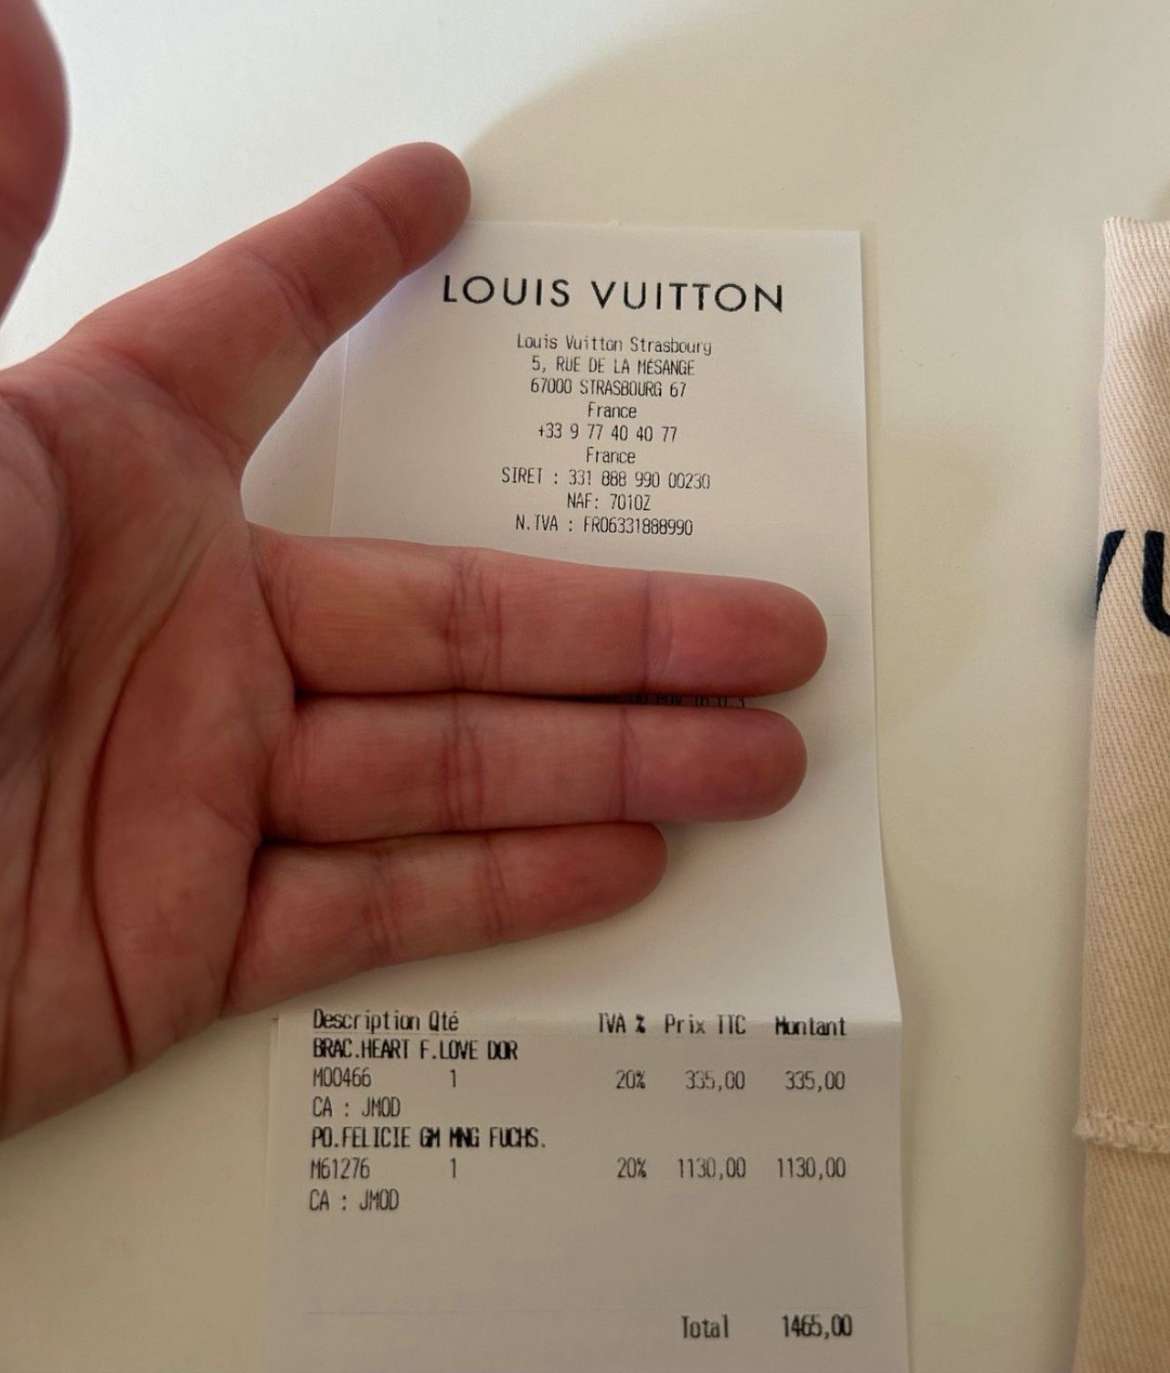 LOUIS VUITTON
Louis Vuitton Strasbourg
5, RUE DE LA MÉSANGE
67000 STRASBOURG 67
France
+33 9 77 40 40 77
France
SIRET : 331 888 990 00230
NAF: 7010Z
N.TVA : FR06331888990
Description Qté TVA % Prix TTC Montant
BRAC.HEART F.LOVE DOR
M00466 1 20% 335,00 335,00
CA : JMOD
PO.FELICIE GM MNG FUCHS.
M61276 1 20% 1130,00 1130,00
CA : JMOD
Total 1465,00
VU